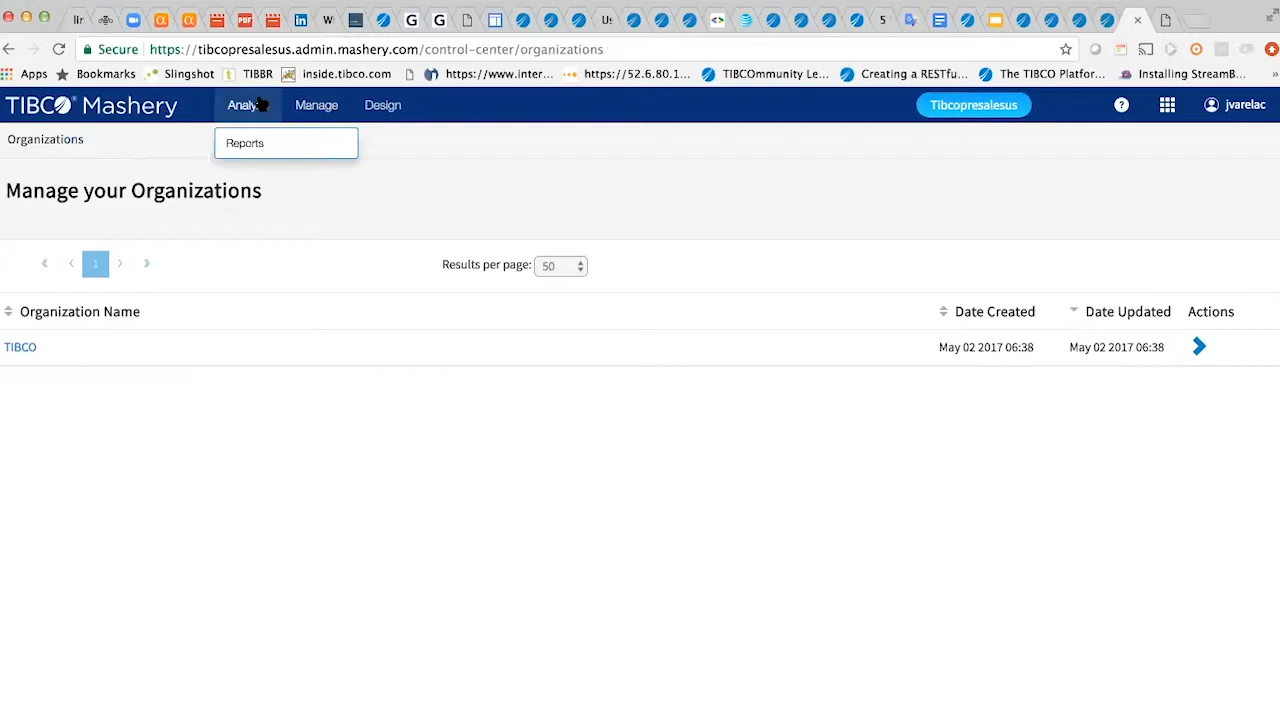 lir
W
G
G
Us
5
Secure
https://tibcopresalesus.admin.mashery.com/control-center/organizations
Apps
Bookmarks
Slingshot
TIBBR
inside.tibco.com
https://www.inter...
https://52.6.80.1...
TIBCOmmunity Le...
Creating a RESTfu...
The TIBCO Platfor...
Installing StreamB...
»
TIBCO® Mashery
Manage
Design
Tibcopresalesus
?
jvarelac
Organizations
Reports
Manage your Organizations
1
Results per page: 50
Organization Name
Date Created
Date Updated
Actions
TIBCO
May 02 2017 06:38
May 02 2017 06:38